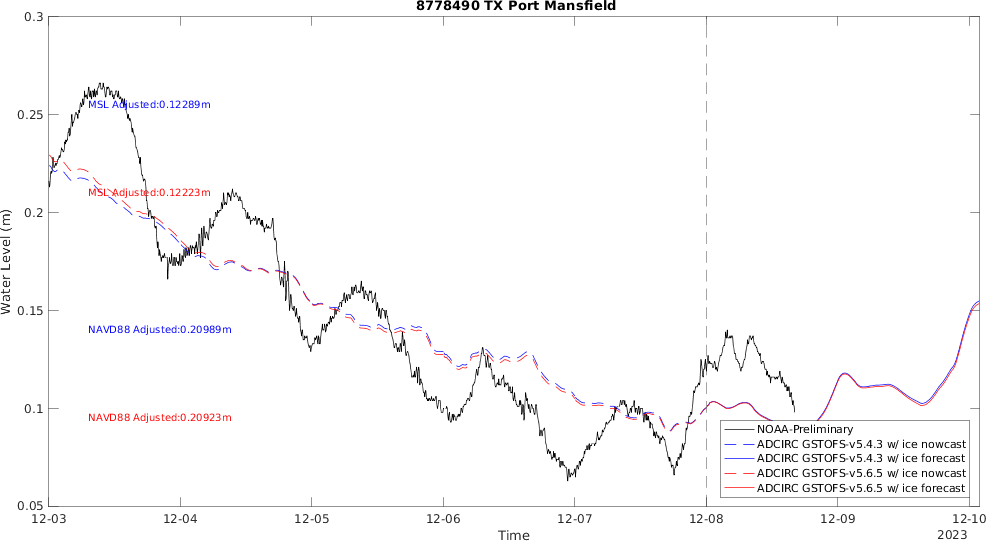 8778490 TX Port Mansfield
0.3
0.25
0.2
0.15
0.1
0.05
Water Level (m)
MSL Adjusted:0.12289m
MSL Adjusted:0.12223m
NAVD88 Adjusted:0.20989m
NAVD88 Adjusted:0.20923m
NOAA-Preliminary
ADCIRC GSTOFS-v5.4.3 w/ ice nowcast
ADCIRC GSTOFS-v5.4.3 w/ ice forecast
ADCIRC GSTOFS-v5.6.5 w/ ice nowcast
ADCIRC GSTOFS-v5.6.5 w/ ice forecast
12-03 12-04 12-05 12-06 12-07 12-08 12-09 12-10
Time
2023